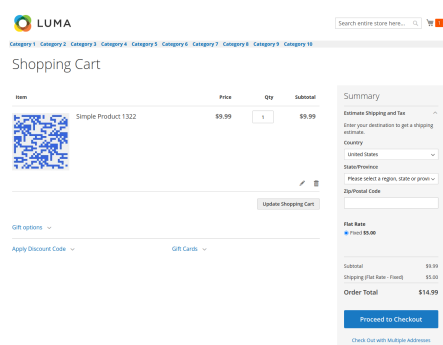 LUMA
Search entire store here...
1
Category 1 Category 2 Category 3 Category 4 Category 5 Category 6 Category 7 Category 8 Category 9 Category 10
Shopping Cart
Item Price Qty Subtotal
Simple Product 1322 $9.99 1 $9.99
Update Shopping Cart
Gift options
Apply Discount Code Gift Cards
Summary
Estimate Shipping and Tax
Enter your destination to get a shipping
estimate.
Country
United States
State/Province
Please select a region, state or provi
Zip/Postal Code
Flat Rate
Fixed $5.00
Subtotal $9.99
Shipping (Flat Rate - Fixed) $5.00
Order Total $14.99
Proceed to Checkout
Check Out with Multiple Addresses